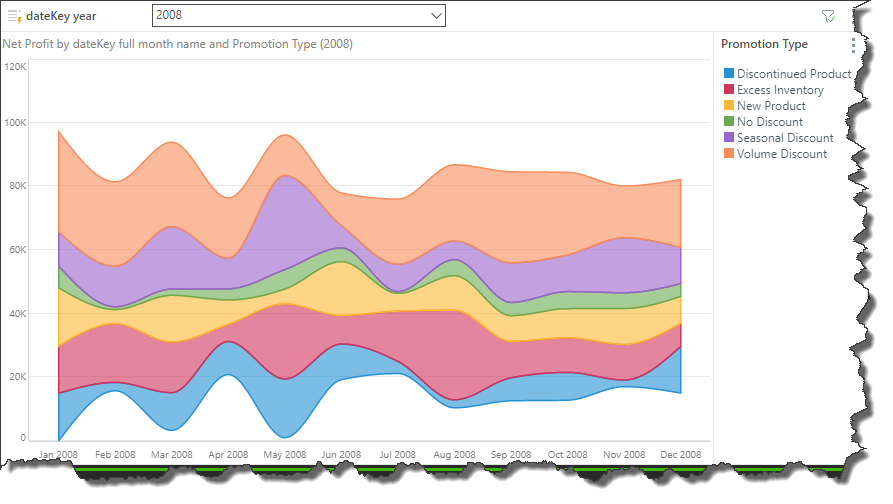 dateKey year 2008
Net Profit by dateKey full month name and Promotion Type (2008)
Promotion Type
Discontinued Product
Excess Inventory
New Product
No Discount
Seasonal Discount
Volume Discount
120K
100K
80K
60K
40K
20K
0
Jan 2008 Feb 2008 Mar 2008 Apr 2008 May 2008 Jun 2008 Jul 2008 Aug 2008 Sep 2008 Oct 2008 Nov 2008 Dec 2008